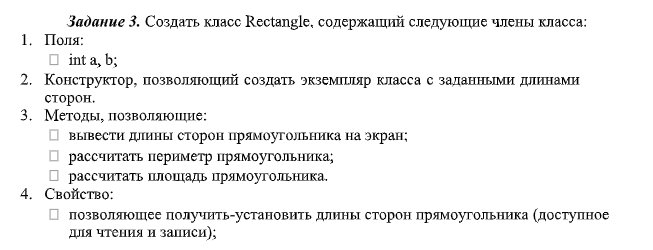 Задание 3. Создать класс Rectangle, содержащий следующие члены класса:
1. Поля:
int a, b;
2. Конструктор, позволяющий создать экземпляр класса с заданными длинами
сторон.
3. Методы, позволяющие:
вывести длины сторон прямоугольника на экран;
рассчитать периметр прямоугольника;
рассчитать площадь прямоугольника.
4. Свойство:
позволяющее получить-установить длины сторон прямоугольника (доступное
для чтения и записи);